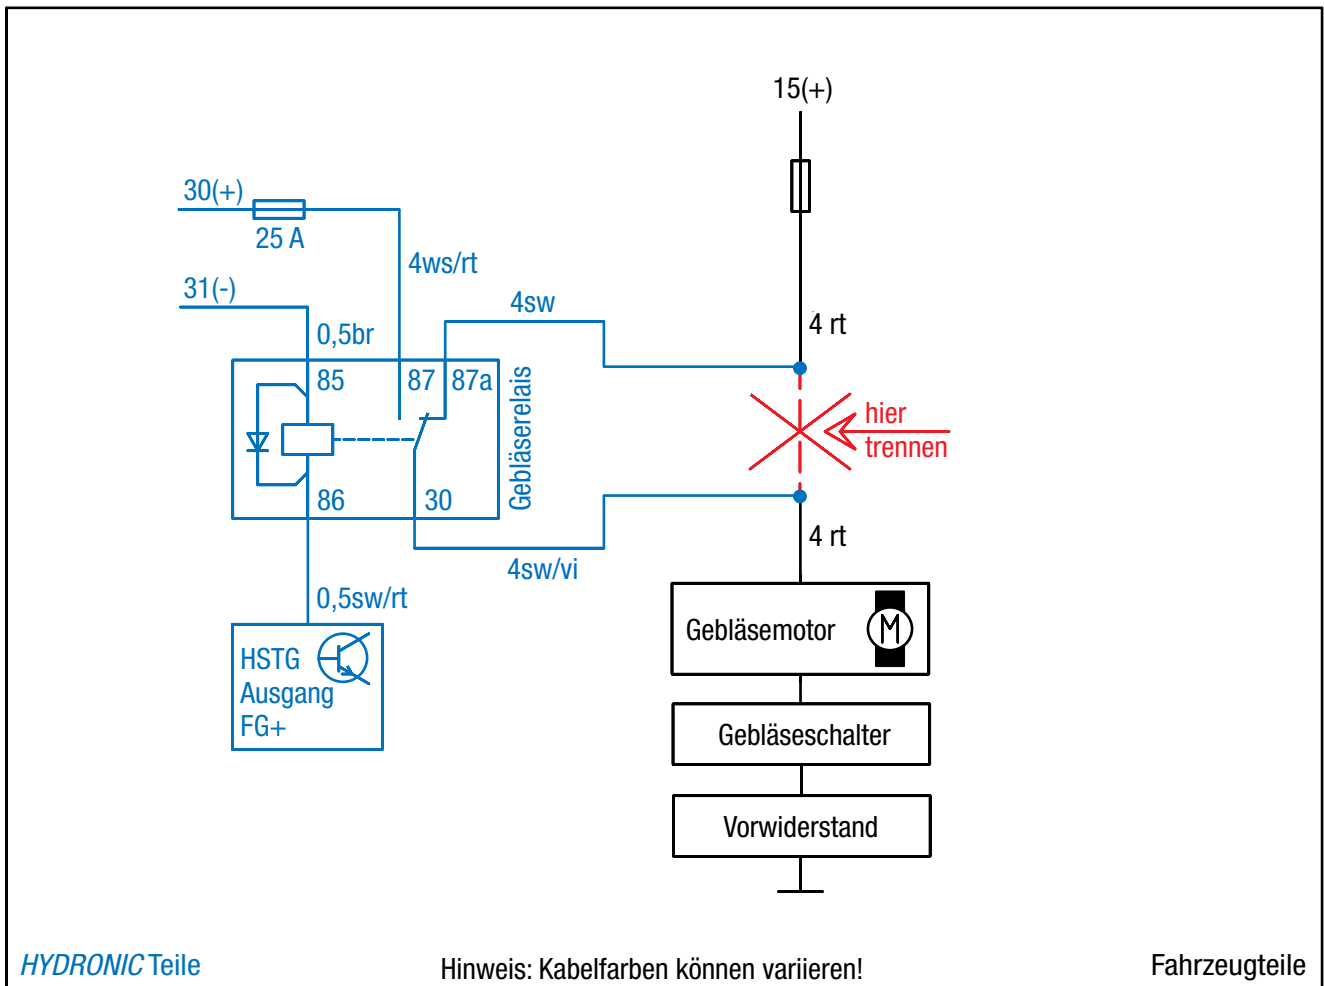 15(+)
30(+)
25 A
4ws/rt
31(-)
4sw
0,5br
4 rt
85
87
87a
Gebläserelais
hier
trennen
86
30
4 rt
4sw/vi
0,5sw/rt
Gebläsemotor
M
HSTG
Ausgang
FG+
Gebläseschalter
Vorwiderstand
HYDRONIC Teile
Hinweis: Kabelfarben können variieren!
Fahrzeugteile